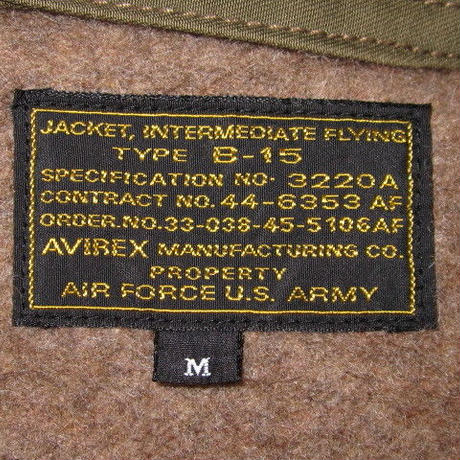 JACKET, INTERMEDIATE FLYING
TYPE B-15
SPECIFICATION NO. 3220A
CONTRACT NO. 44-6353 AF
ORDER.NO.33-038-45-5106AF
AVIREX MANUFACTURING CO.
PROPERTY
AIR FORCE U.S. ARMY
M